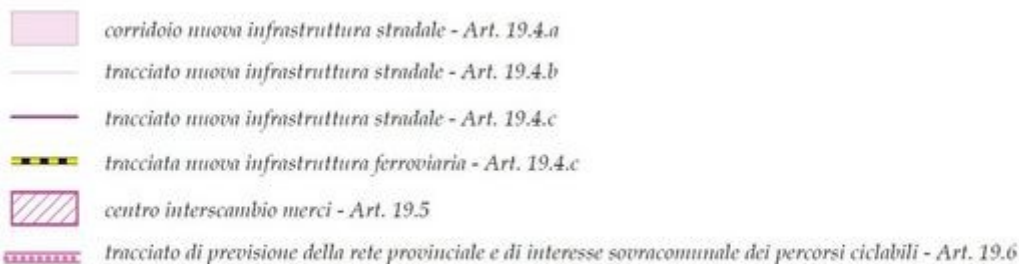 corridoio nuova infrastruttura stradale - Art. 19.4.a
tracciato nuova infrastruttura stradale - Art. 19.4.b
tracciato nuova infrastruttura stradale - Art. 19.4.c
tracciata nuova infrastruttura ferroviaria - Art. 19.4.c
centro interscambio merci - Art. 19.5
tracciato di previsione della rete provinciale e di interesse sovracomunale dei percorsi ciclabili - Art. 19.6